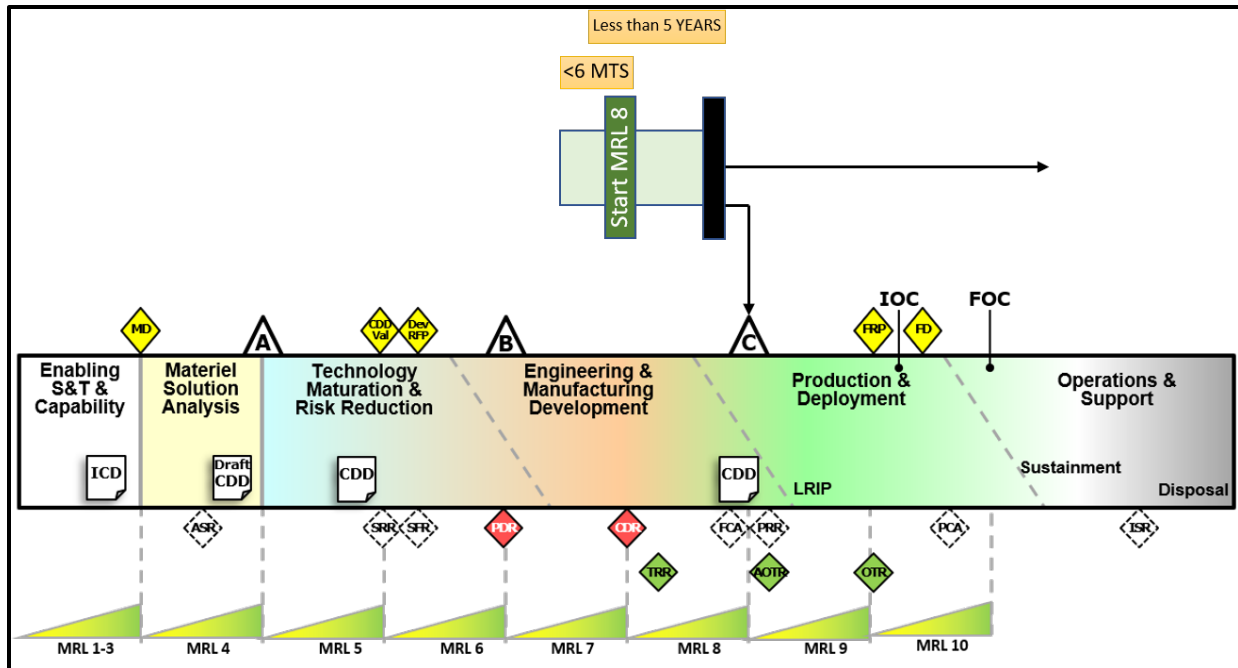 Less than 5 YEARS
<6 MTS
Start MRL 8
IOC
FOC
MD
A
CDD
Val
Dev
RFP
B
C
FRP
FD
Enabling
S&T &
Capability
Materiel
Solution
Analysis
Technology
Maturation &
Risk Reduction
Engineering &
Manufacturing
Development
Production &
Deployment
Operations &
Support
ICD
Draft
CDD
CDD
CDD
LRIP
Sustainment
Disposal
ASR
SRR
SFR
PDR
CDR
FCA
PRR
PCA
ISR
TRR
AOTR
OTR
MRL 1-3
MRL 4
MRL 5
MRL 6
MRL 7
MRL 8
MRL 9
MRL 10